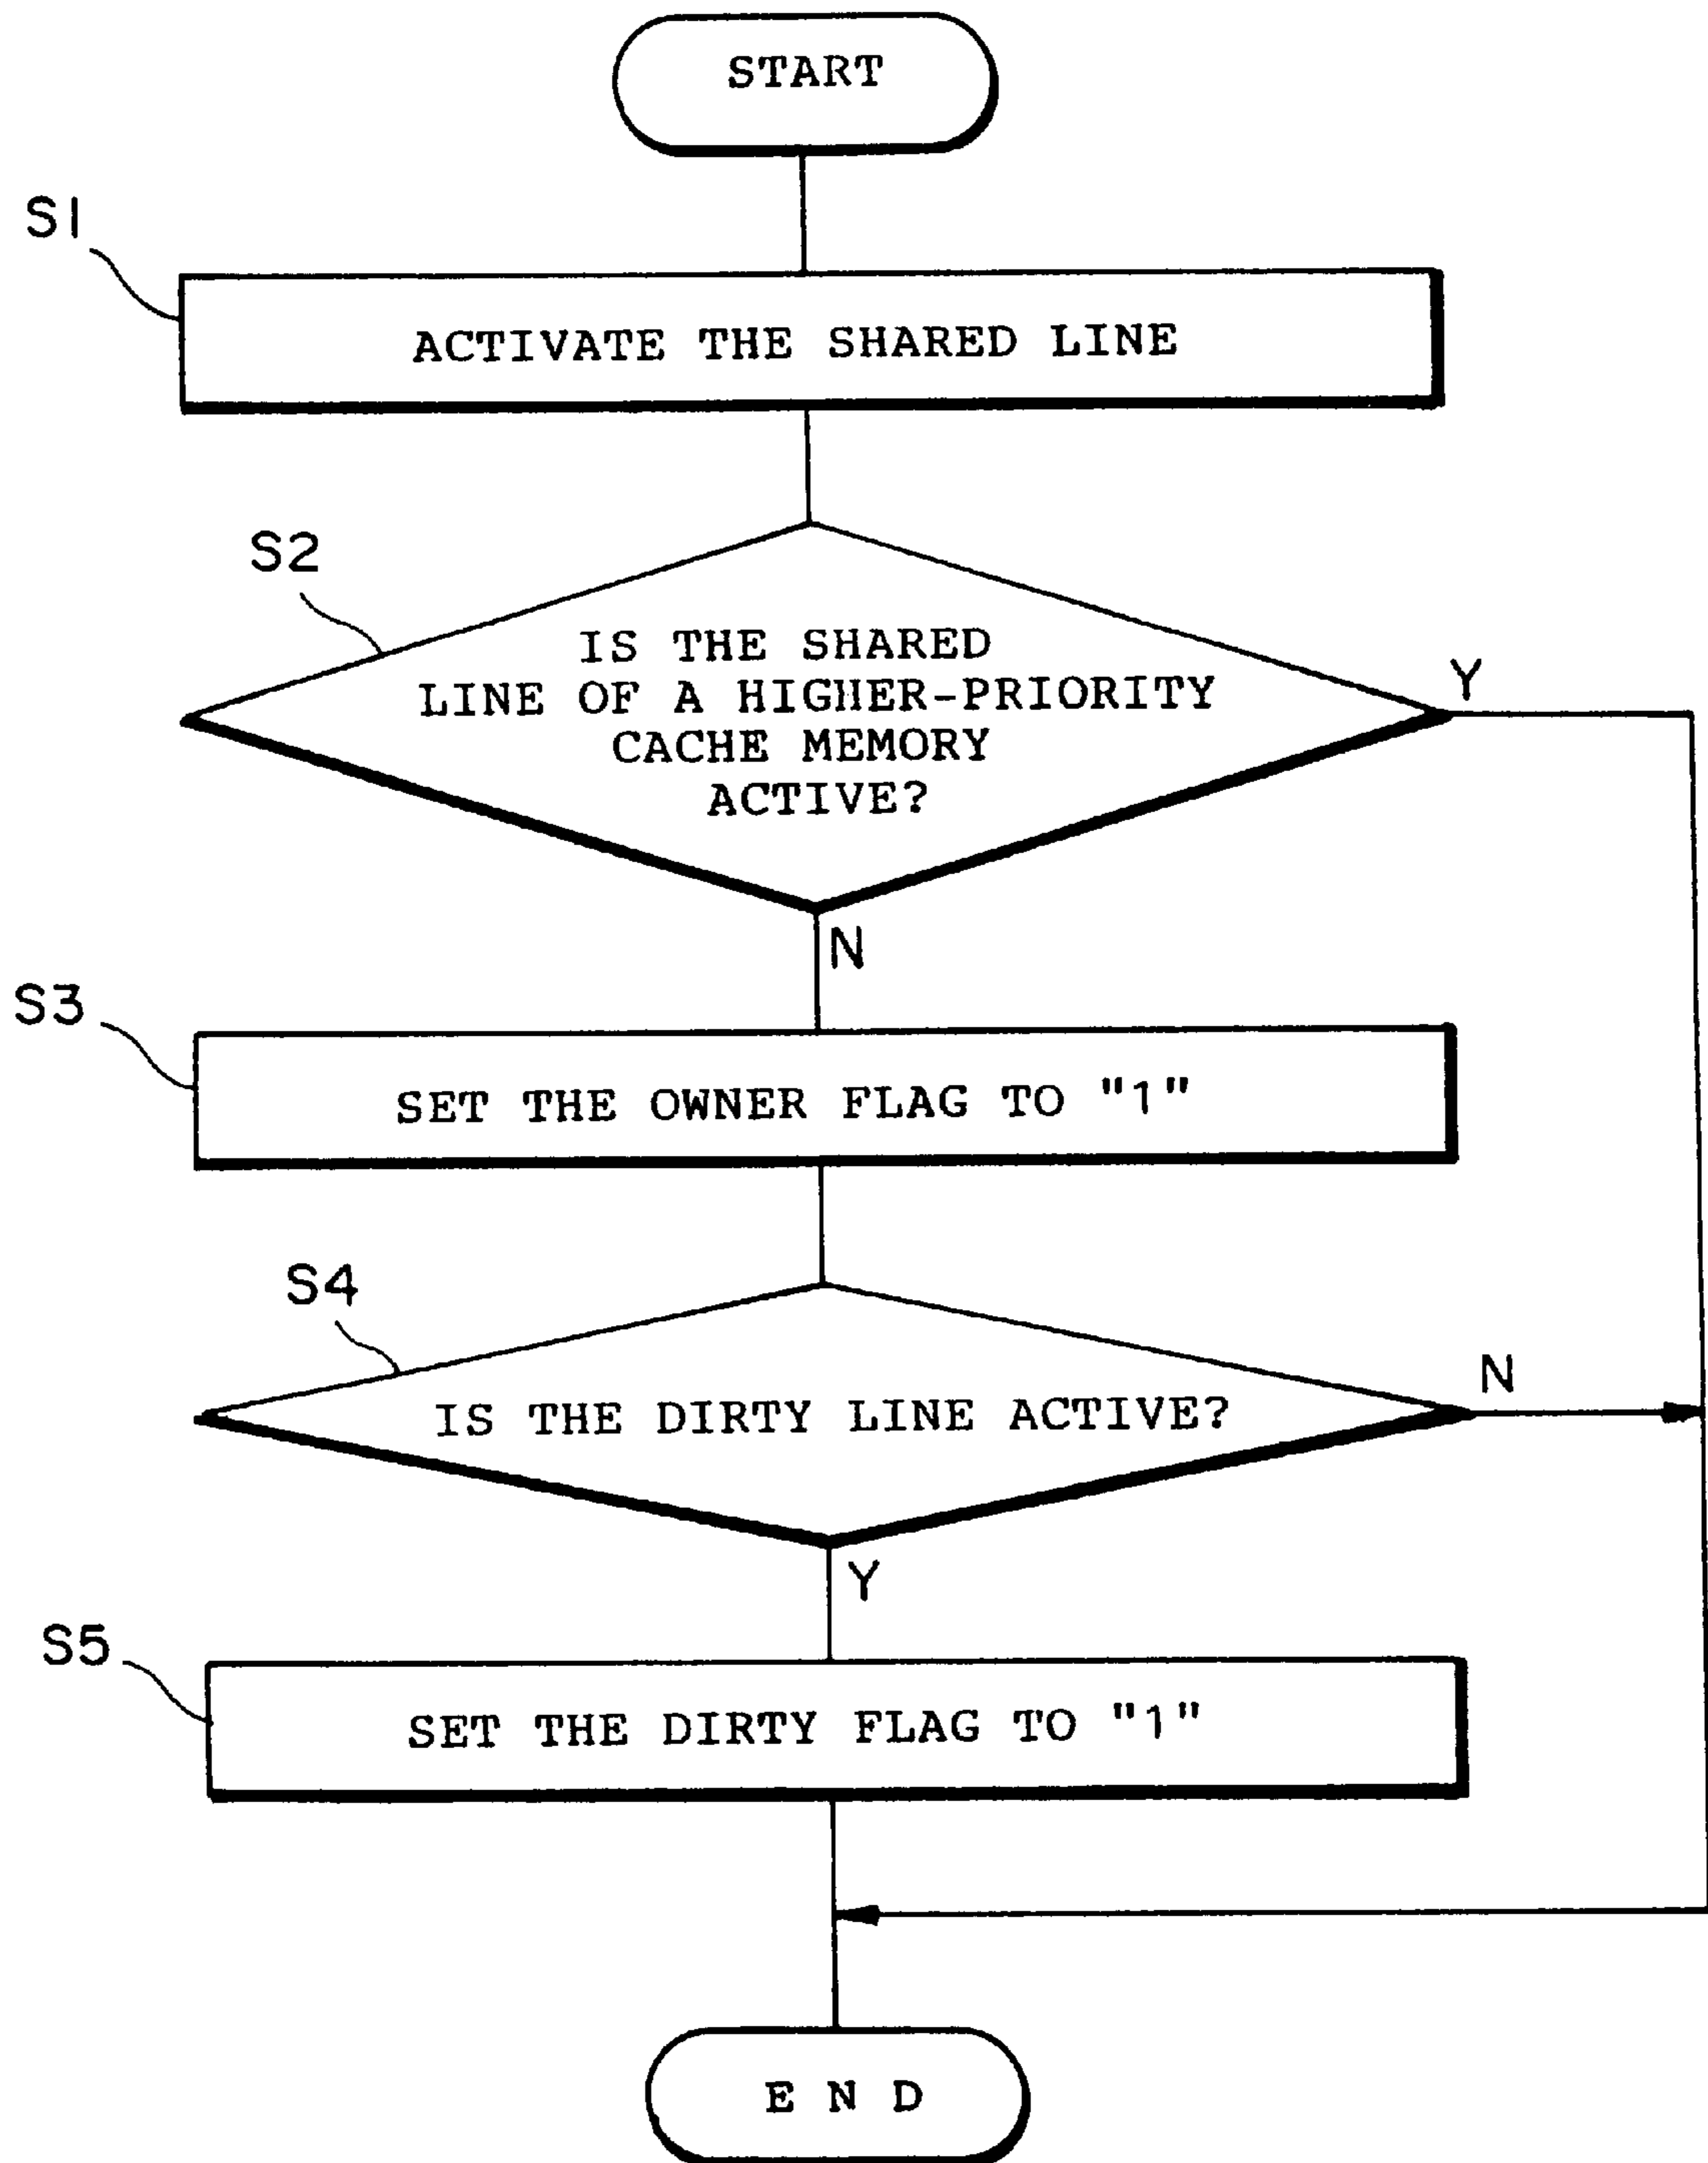 START
S1
ACTIVATE THE SHARED LINE
S2
IS THE SHARED
LINE OF A HIGHER-PRIORITY
CACHE MEMORY
ACTIVE?
Y
N
S3
SET THE OWNER FLAG TO "1"
S4
IS THE DIRTY LINE ACTIVE?
N
Y
S5
SET THE DIRTY FLAG TO "1"
END